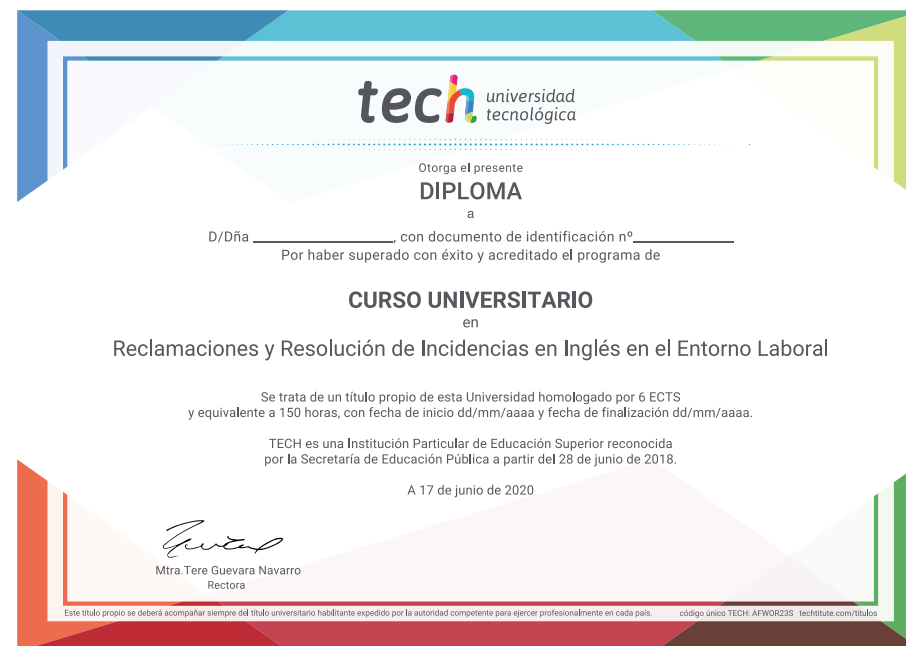 tech universidad
tecnológica
Otorga el presente
DIPLOMA
a
D/Dña ____________, con documento de identificación nº____________
Por haber superado con éxito y acreditado el programa de
CURSO UNIVERSITARIO
en
Reclamaciones y Resolución de Incidencias en Inglés en el Entorno Laboral
Se trata de un título propio de esta Universidad homologado por 6 ECTS
y equivalente a 150 horas, con fecha de inicio dd/mm/aaaa y fecha de finalización dd/mm/aaaa.
TECH es una Institución Particular de Educación Superior reconocida
por la Secretaría de Educación Pública a partir del 28 de junio de 2018.
A 17 de junio de 2020
Mtra.Tere Guevara Navarro
Rectora
Este título propio se deberá acompañar siempre del título universitario habilitante expedido por la autoridad competente para ejercer profesionalmente en cada país. código único TECH: AFWOR23S techtitute.com/títulos